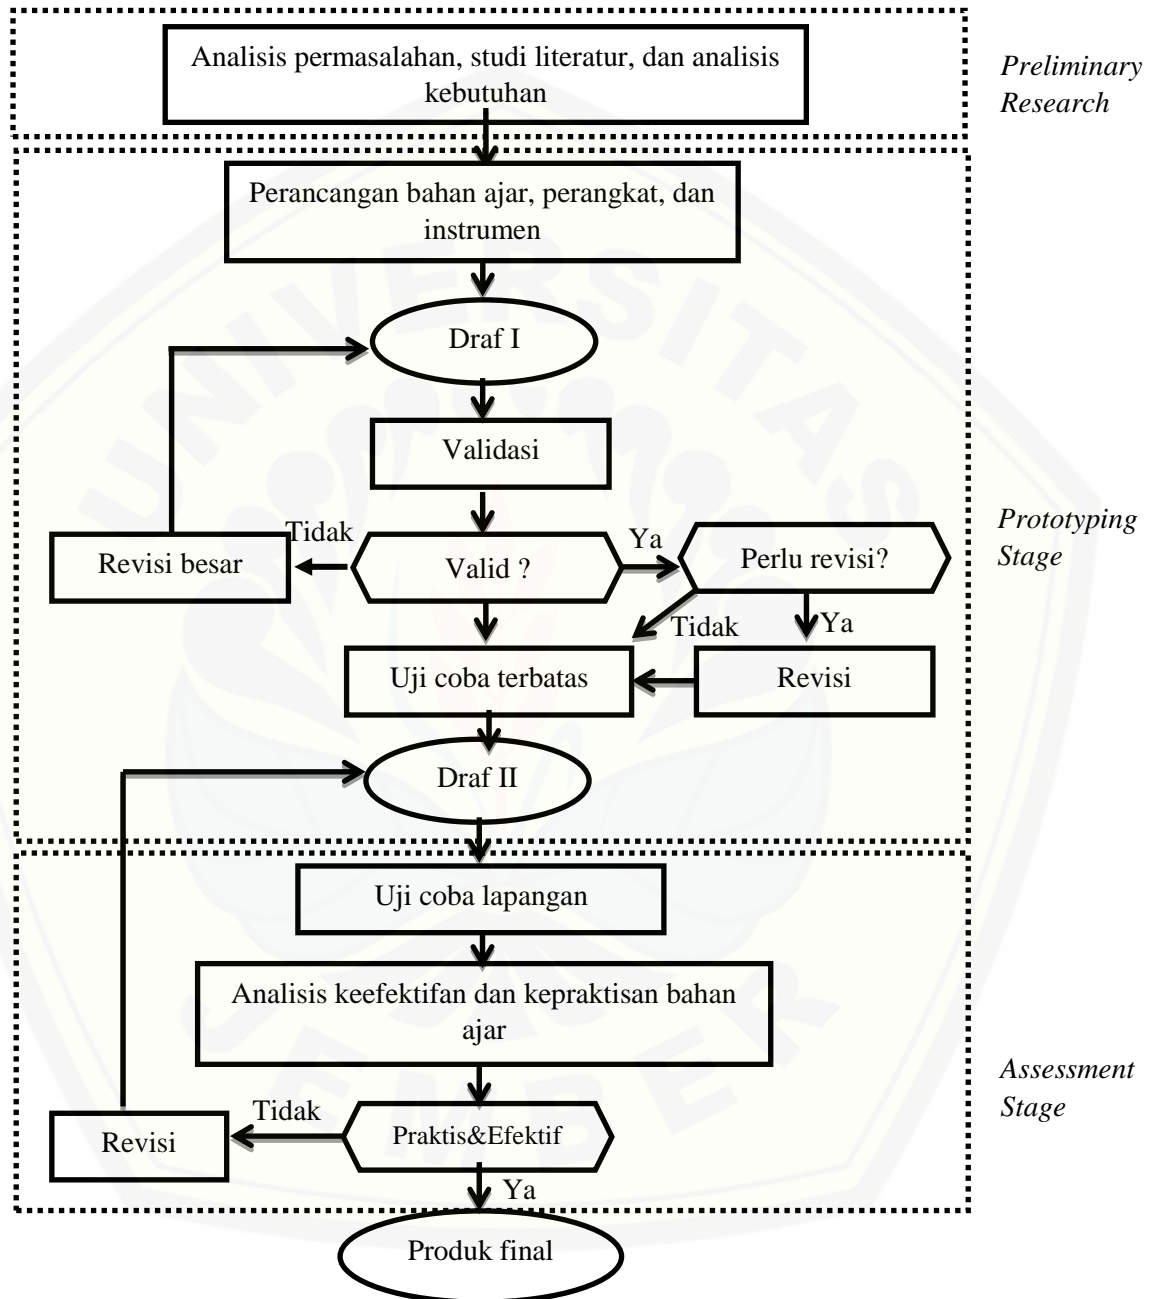 Analisis permasalahan, studi literatur, dan analisis
kebutuhan
Preliminary
Research
Perancangan bahan ajar, perangkat, dan
instrumen
Draf I
Validasi
Tidak
Ya
Revisi besar
Valid ?
Perlu revisi?
Prototyping
Stage
Tidak
Ya
Uji coba terbatas
Revisi
Draf II
Uji coba lapangan
Analisis keefektifan dan kepraktisan bahan
ajar
Assessment
Stage
Tidak
Revisi
Praktis&Efektif
Ya
Produk final
UNIVERSITAS
JEMBER